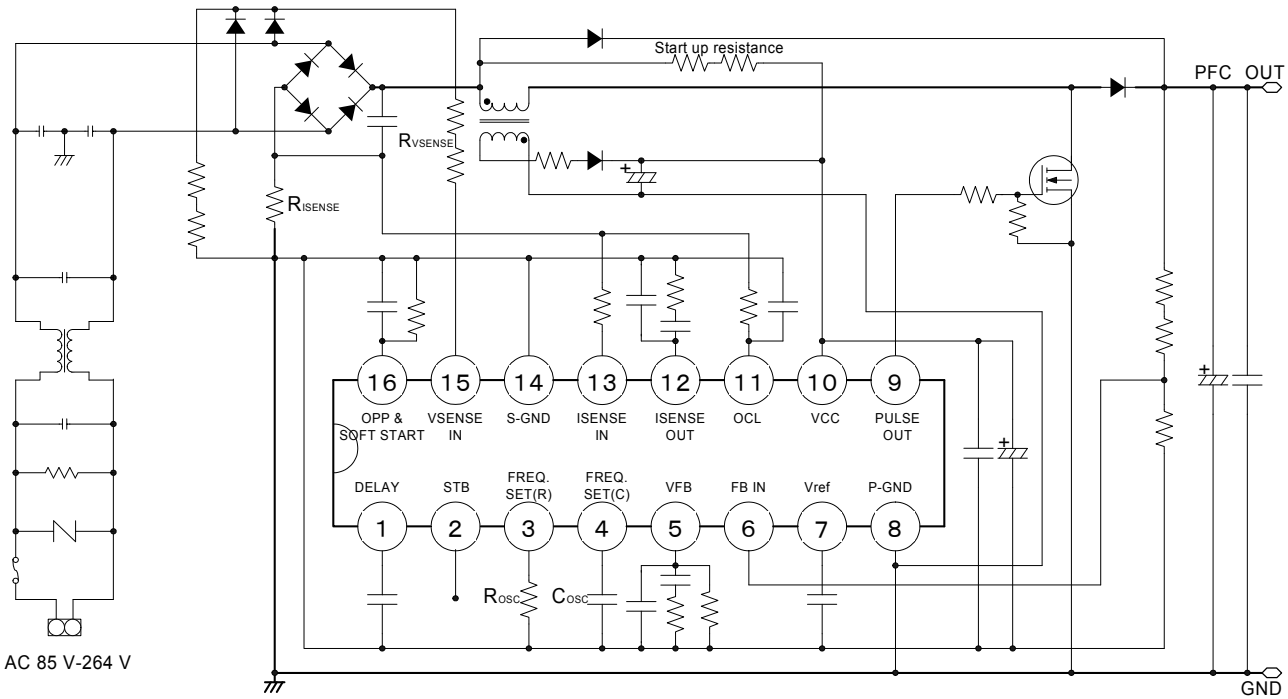 Start up resistance
PFC OUT
RVSENSE
RISENSE
16 15 14 13 12 11 10 9
OPP & SOFT START
VSENSE IN
S-GND
ISENSE IN
ISENSE OUT
OCL
VCC
PULSE OUT
DELAY
STB
FREQ. SET(R)
FREQ. SET(C)
VFB
FB IN
Vref
P-GND
1 2 3 4 5 6 7 8
ROSC
COSC
+
+
+
AC 85 V-264 V
GND